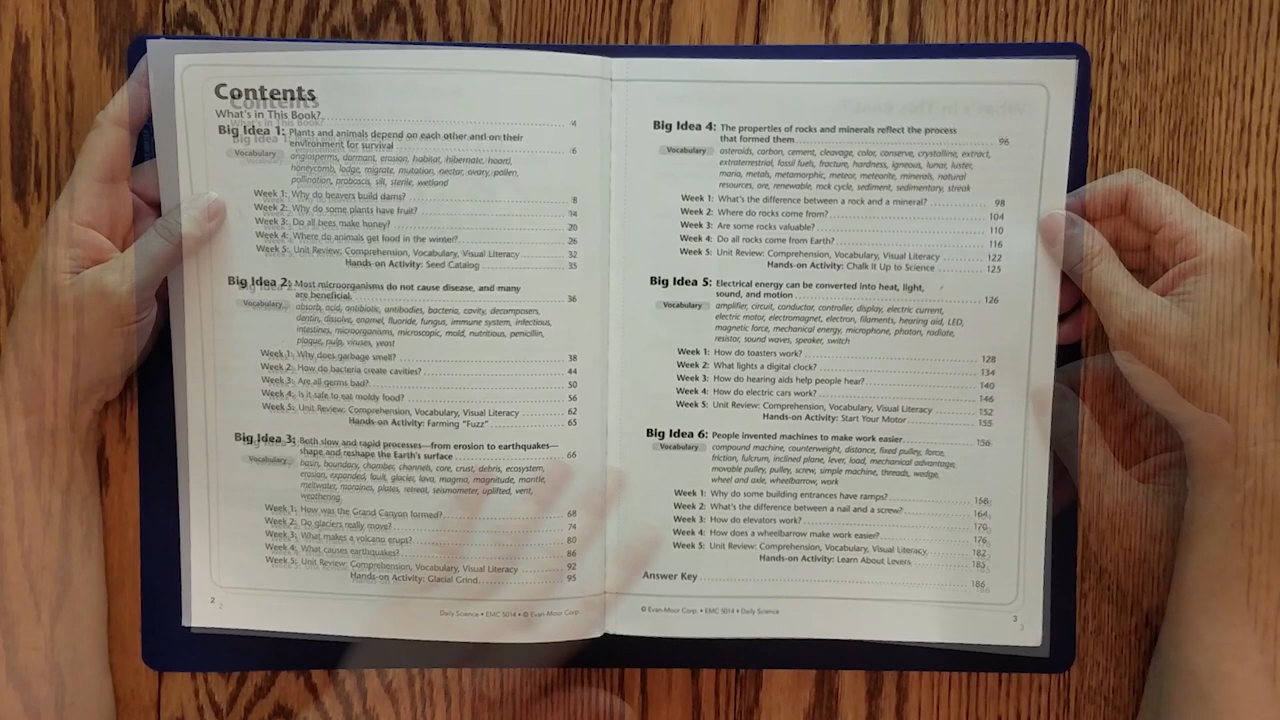 Contents
What's in This Book? 4
Big Idea 1: Plants and animals depend on each other and on their
environment for survival 6
Vocabulary angiosperms, dormant, erosion, habitat, hibernate, hoard,
honeycomb, lodge, migrate, mutation, nectar, ovary, pollen,
pollination, proboscis, silt, sterile, wetland
Week 1: Why do beavers build dams? 8
Week 2: Why do some plants have fruit? 14
Week 3: Do all bees make honey? 20
Week 4: Where do animals get food in the winter? 26
Week 5: Unit Review: Comprehension, Vocabulary, Visual Literacy 32
Hands-on Activity: Seed Catalog 35
Big Idea 2: Most microorganisms do not cause disease, and many
are beneficial 36
Vocabulary absorb, acid, antibiotic, antibodies, bacteria, cavity, decomposers,
dentin, dissolve, enamel, fluoride, fungus, immune system, infectious,
intestines, microorganisms, microscopic, mold, nutritious, penicillin,
plaque, pulp, viruses, yeast
Week 1: Why does garbage smell? 38
Week 2: How do bacteria create cavities? 44
Week 3: Are all germs bad? 50
Week 4: Is it safe to eat moldy food? 56
Week 5: Unit Review: Comprehension, Vocabulary, Visual Literacy 62
Hands-on Activity: Farming "Fuzz" 65
Big Idea 3: Both slow and rapid processes—from erosion to earthquakes—
shape and reshape the Earth's surface 66
Vocabulary basin, boundary, chamber, channels, core, crust, debris, ecosystem,
erosion, expanded, fault, glacier, lava, magma, magnitude, mantle,
meltwater, moraines, plates, retreat, seismometer, uplifted, vent,
weathering
Week 1: How was the Grand Canyon formed? 68
Week 2: Do glaciers really move? 74
Week 3: What makes a volcano erupt? 80
Week 4: What causes earthquakes? 86
Week 5: Unit Review: Comprehension, Vocabulary, Visual Literacy 92
Hands-on Activity: Glacial Grind 95
2
Daily Science • EMC 5014 • © Evan-Moor Corp.
Big Idea 4: The properties of rocks and minerals reflect the process
that formed them 96
Vocabulary asteroids, carbon, cement, cleavage, color, conserve, crystalline, extract,
extraterrestrial, fossil fuels, fracture, hardness, igneous, lunar, luster,
maria, metals, metamorphic, meteor, meteorite, minerals, natural
resources, ore, renewable, rock cycle, sediment, sedimentary, streak
Week 1: What's the difference between a rock and a mineral? 98
Week 2: Where do rocks come from? 104
Week 3: Are some rocks valuable? 110
Week 4: Do all rocks come from Earth? 116
Week 5: Unit Review: Comprehension, Vocabulary, Visual Literacy 122
Hands-on Activity: Chalk It Up to Science 125
Big Idea 5: Electrical energy can be converted into heat, light,
sound, and motion 126
Vocabulary amplifier, circuit, conductor, controller, display, electric current,
electric motor, electromagnet, electron, filaments, hearing aid, LED,
magnetic force, mechanical energy, microphone, photon, radiate,
resistor, sound waves, speaker, switch
Week 1: How do toasters work? 128
Week 2: What lights a digital clock? 134
Week 3: How do hearing aids help people hear? 140
Week 4: How do electric cars work? 146
Week 5: Unit Review: Comprehension, Vocabulary, Visual Literacy 152
Hands-on Activity: Start Your Motor 155
Big Idea 6: People invented machines to make work easier 156
Vocabulary compound machine, counterweight, distance, fixed pulley, force,
friction, fulcrum, inclined plane, lever, load, mechanical advantage,
movable pulley, pulley, screw, simple machine, threads, wedge,
wheel and axle, wheelbarrow, work
Week 1: Why do some building entrances have ramps? 158
Week 2: What's the difference between a nail and a screw? 164
Week 3: How do elevators work? 170
Week 4: How does a wheelbarrow make work easier? 176
Week 5: Unit Review: Comprehension, Vocabulary, Visual Literacy 182
Hands-on Activity: Learn About Levers 185
Answer Key 186
© Evan-Moor Corp. • EMC 5014 • Daily Science
3